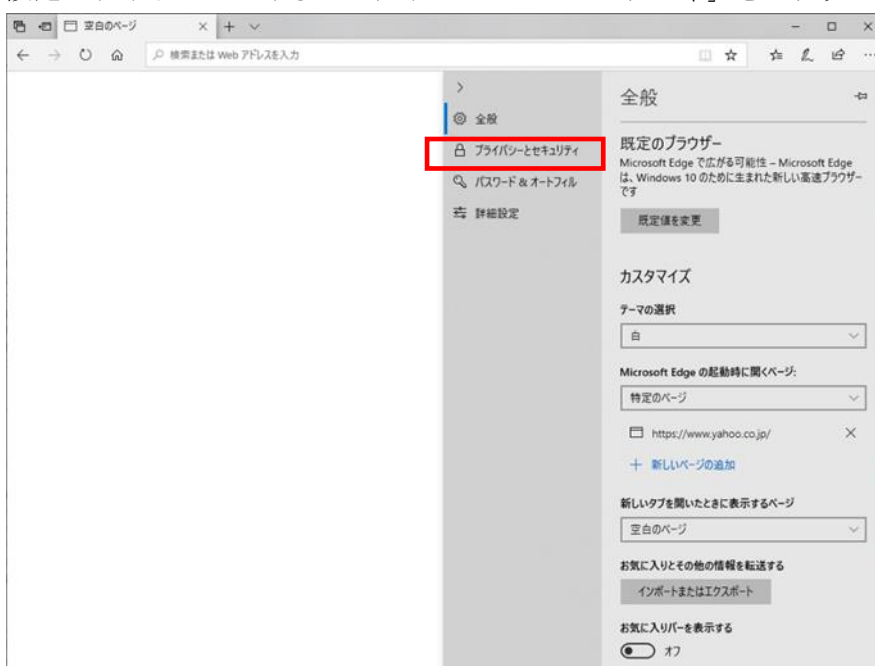 空白のページ
検索または Web アドレスを入力
全般
プライバシーとセキュリティ
パスワード & オートフィル
詳細設定
全般
既定のブラウザー
Microsoft Edge で広がる可能性 – Microsoft Edge
は、Windows 10 のために生まれた新しい高速ブラウザー
です
既定値を変更
カスタマイズ
テーマの選択
白
Microsoft Edge の起動時に開くページ:
特定のページ
https://www.yahoo.co.jp/
新しいページの追加
新しいタブを開いたときに表示するページ
空白のページ
お気に入りとその他の情報を転送する
インポートまたはエクスポート
お気に入りバーを表示する
オフ